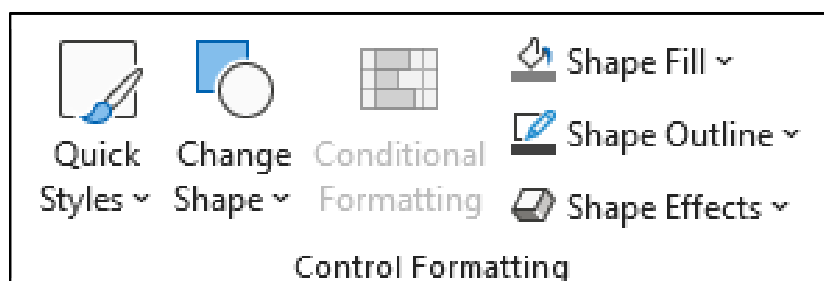 Quick
Styles
Change
Shape
Conditional
Formatting
Shape Fill
Shape Outline
Shape Effects
Control Formatting